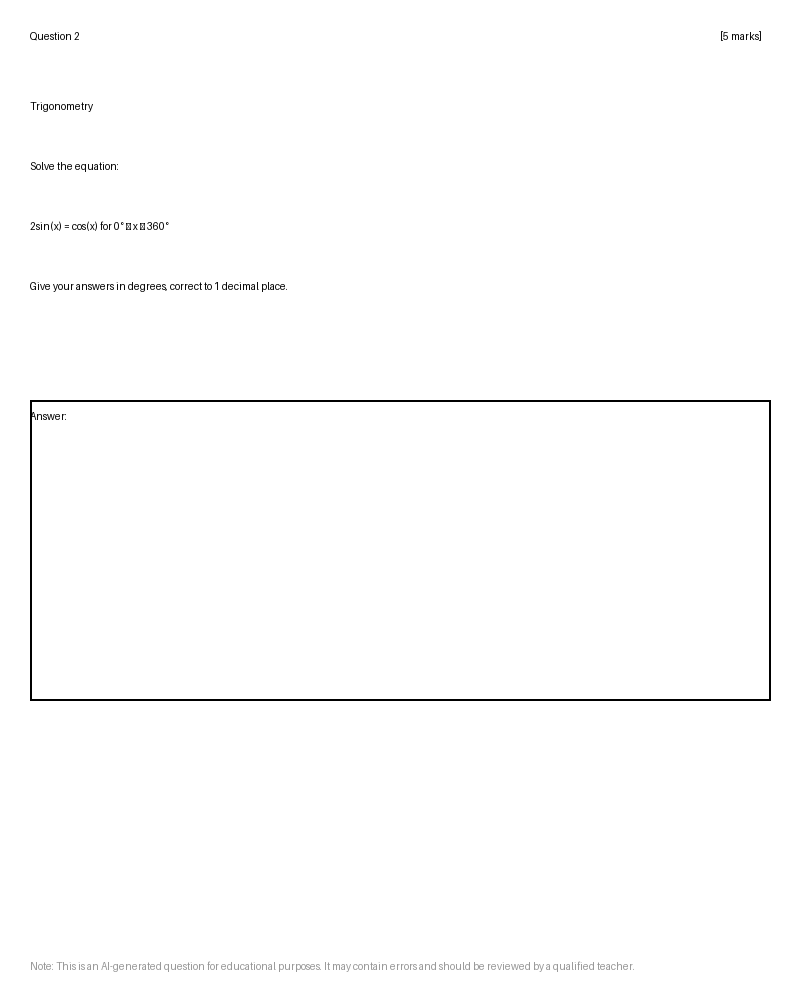 Question 2 [5 marks]
Trigonometry
Solve the equation:
2sin(x) = cos(x) for 0° x 360°
Give your answers in degrees, correct to 1 decimal place.
Answer:
Note: This is an AI-generated question for educational purposes. It may contain errors and should be reviewed by a qualified teacher.